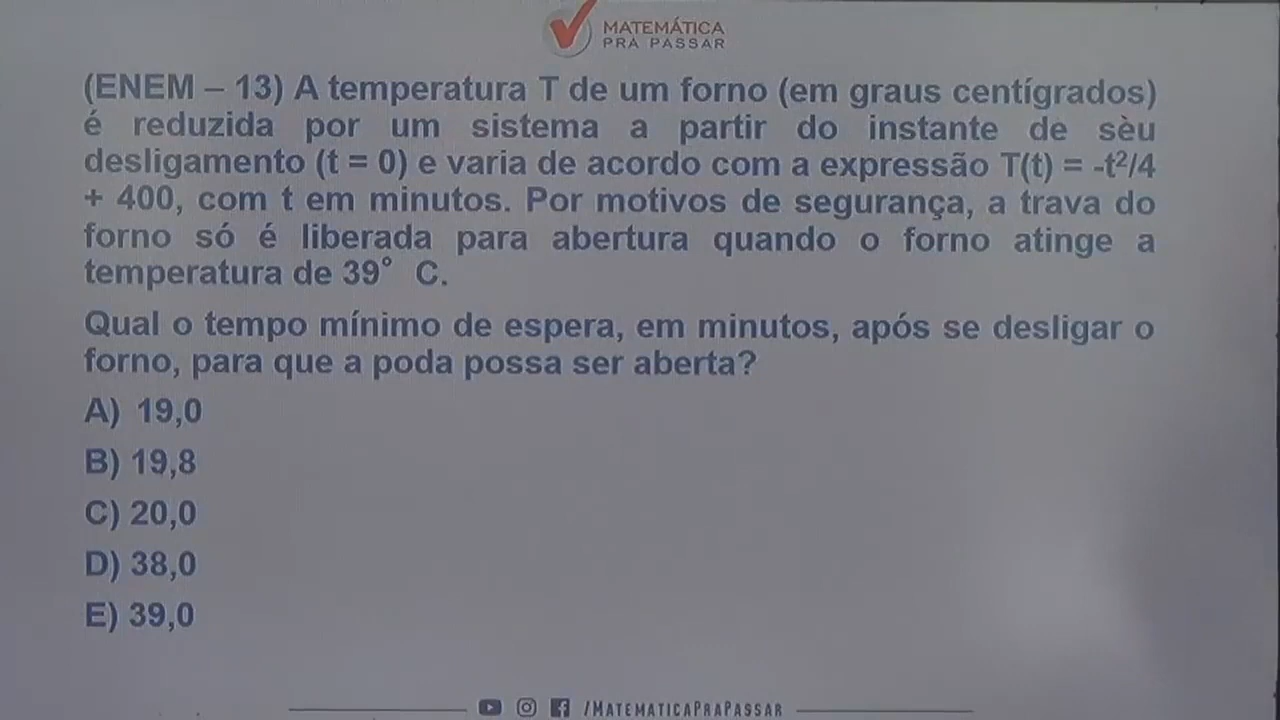 MATEMÁTICA
PRA PASSAR
(ENEM – 13) A temperatura T de um forno (em graus centígrados)
é reduzida por um sistema a partir do instante de sèu
desligamento (t = 0) e varia de acordo com a expressão T(t) = -t²/4
+ 400, com t em minutos. Por motivos de segurança, a trava do
forno só é liberada para abertura quando o forno atinge a
temperatura de 39° C.
Qual o tempo mínimo de espera, em minutos, após se desligar o
forno, para que a poda possa ser aberta?
A) 19,0
B) 19,8
C) 20,0
D) 38,0
E) 39,0
/MATEMATICAPRAPASSAR